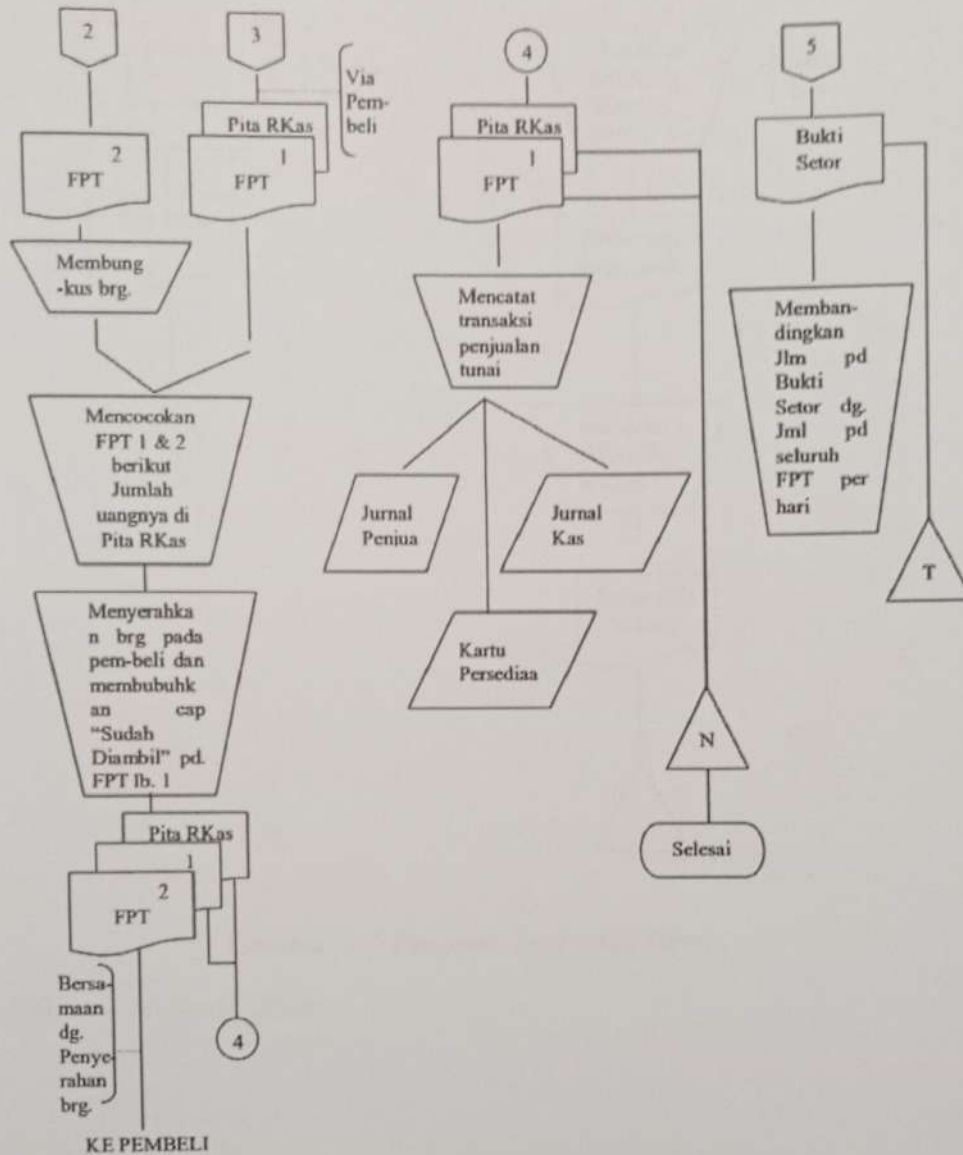 2
3
Via
Pem-
beli
2
FPT
Pita RKas
1
FPT
Membung
-kus brg.
Mencocokan
FPT 1 & 2
berikut
Jumlah
uangnya di
Pita RKas
Menyerahka
n brg pada
pem-beli dan
membubuhk
an cap
“Sudah
Diambil” pd.
FPT lb. 1
Pita RKas
1
2
FPT
Bersa-
maan
dg.
Penye-
rahan
brg.
4
KE PEMBELI
4
Pita RKas
1
FPT
Mencatat
transaksi
penjualan
tunai
Jurnal
Penjua
Jurnal
Kas
Kartu
Persediaa
N
Selesai
5
Bukti
Setor
Memban-
dingkan
Jlm pd
Bukti
Setor dg.
Jml pd
seluruh
FPT per
hari
T